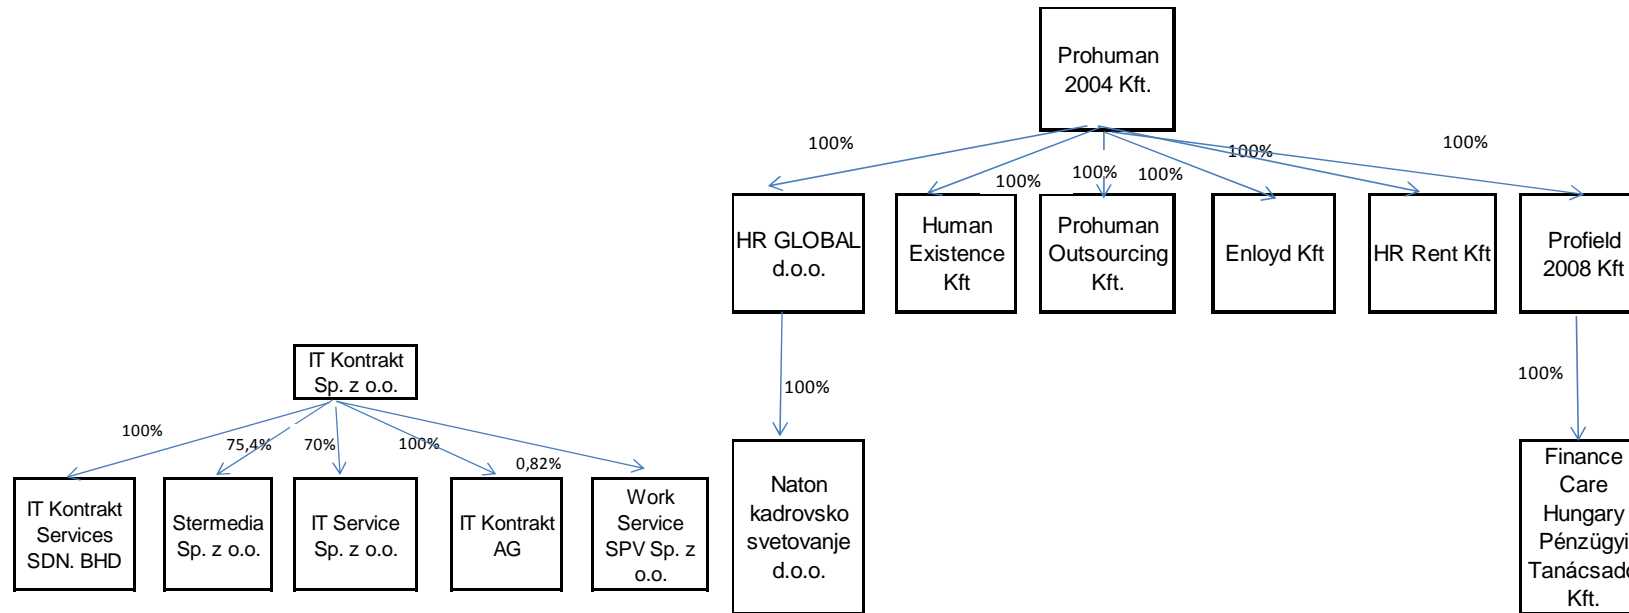 Prohuman
2004 Kft.
100%
100%
100%
100%
100%
100%
HR GLOBAL
d.o.o.
Human
Existence
Kft
Prohuman
Outsourcing
Kft.
Enloyd Kft
HR Rent Kft
Profield
2008 Kft
100%
100%
Naton
kadrovsko
svetovanje
d.o.o.
Finance
Care
Hungary
Pénzügyi
Tanácsadó
Kft.
IT Kontrakt
Sp. z o.o.
100%
75,4%
70%
100%
0,82%
IT Kontrakt
Services
SDN. BHD
Stermedia
Sp. z o.o.
IT Service
Sp. z o.o.
IT Kontrakt
AG
Work
Service
SPV Sp. z
o.o.